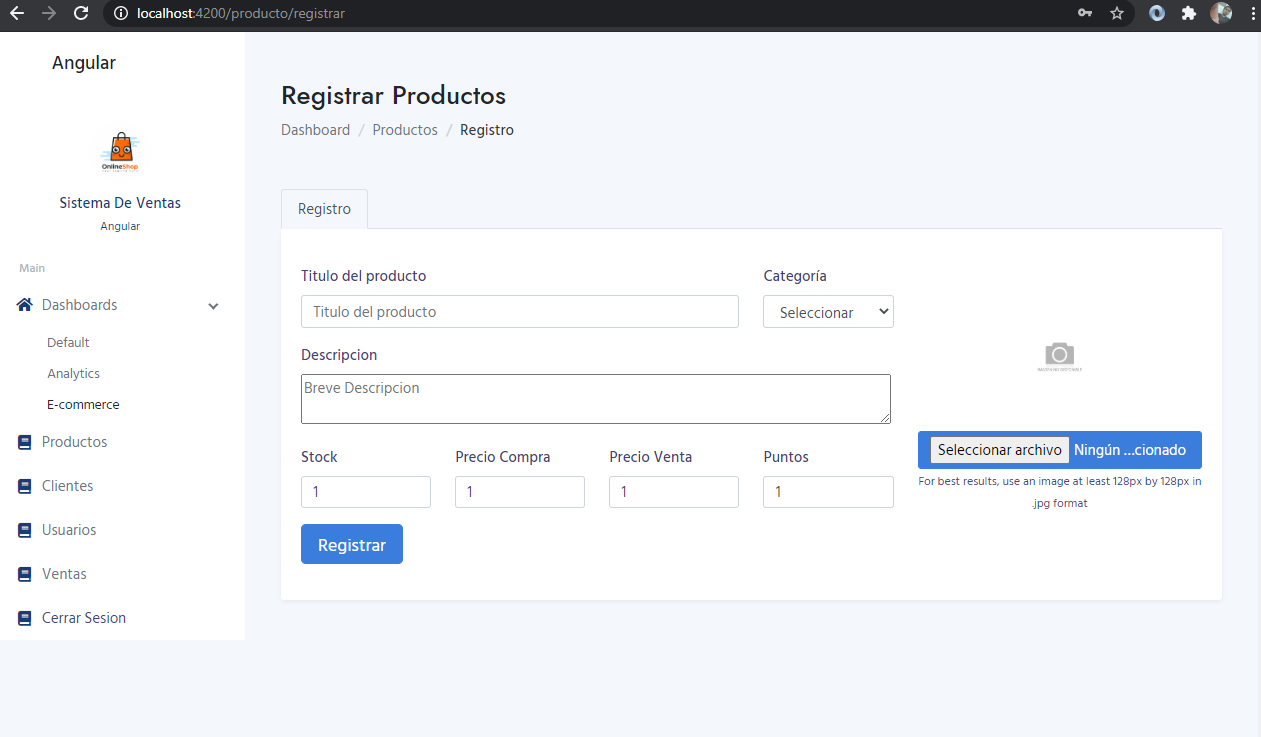 localhost:4200/producto/registrar
Angular
OnlineShop
Sistema De Ventas
Angular
Main
Dashboards
Default
Analytics
E-commerce
Productos
Clientes
Usuarios
Ventas
Cerrar Sesion
Registrar Productos
Dashboard / Productos / Registro
Registro
Titulo del producto
Categoría
Titulo del producto
Seleccionar
Descripcion
Breve Descripcion
Stock
Precio Compra
Precio Venta
Puntos
1
1
1
1
Registrar
Seleccionar archivo Ningún ...cionado
For best results, use an image at least 128px by 128px in
.jpg format